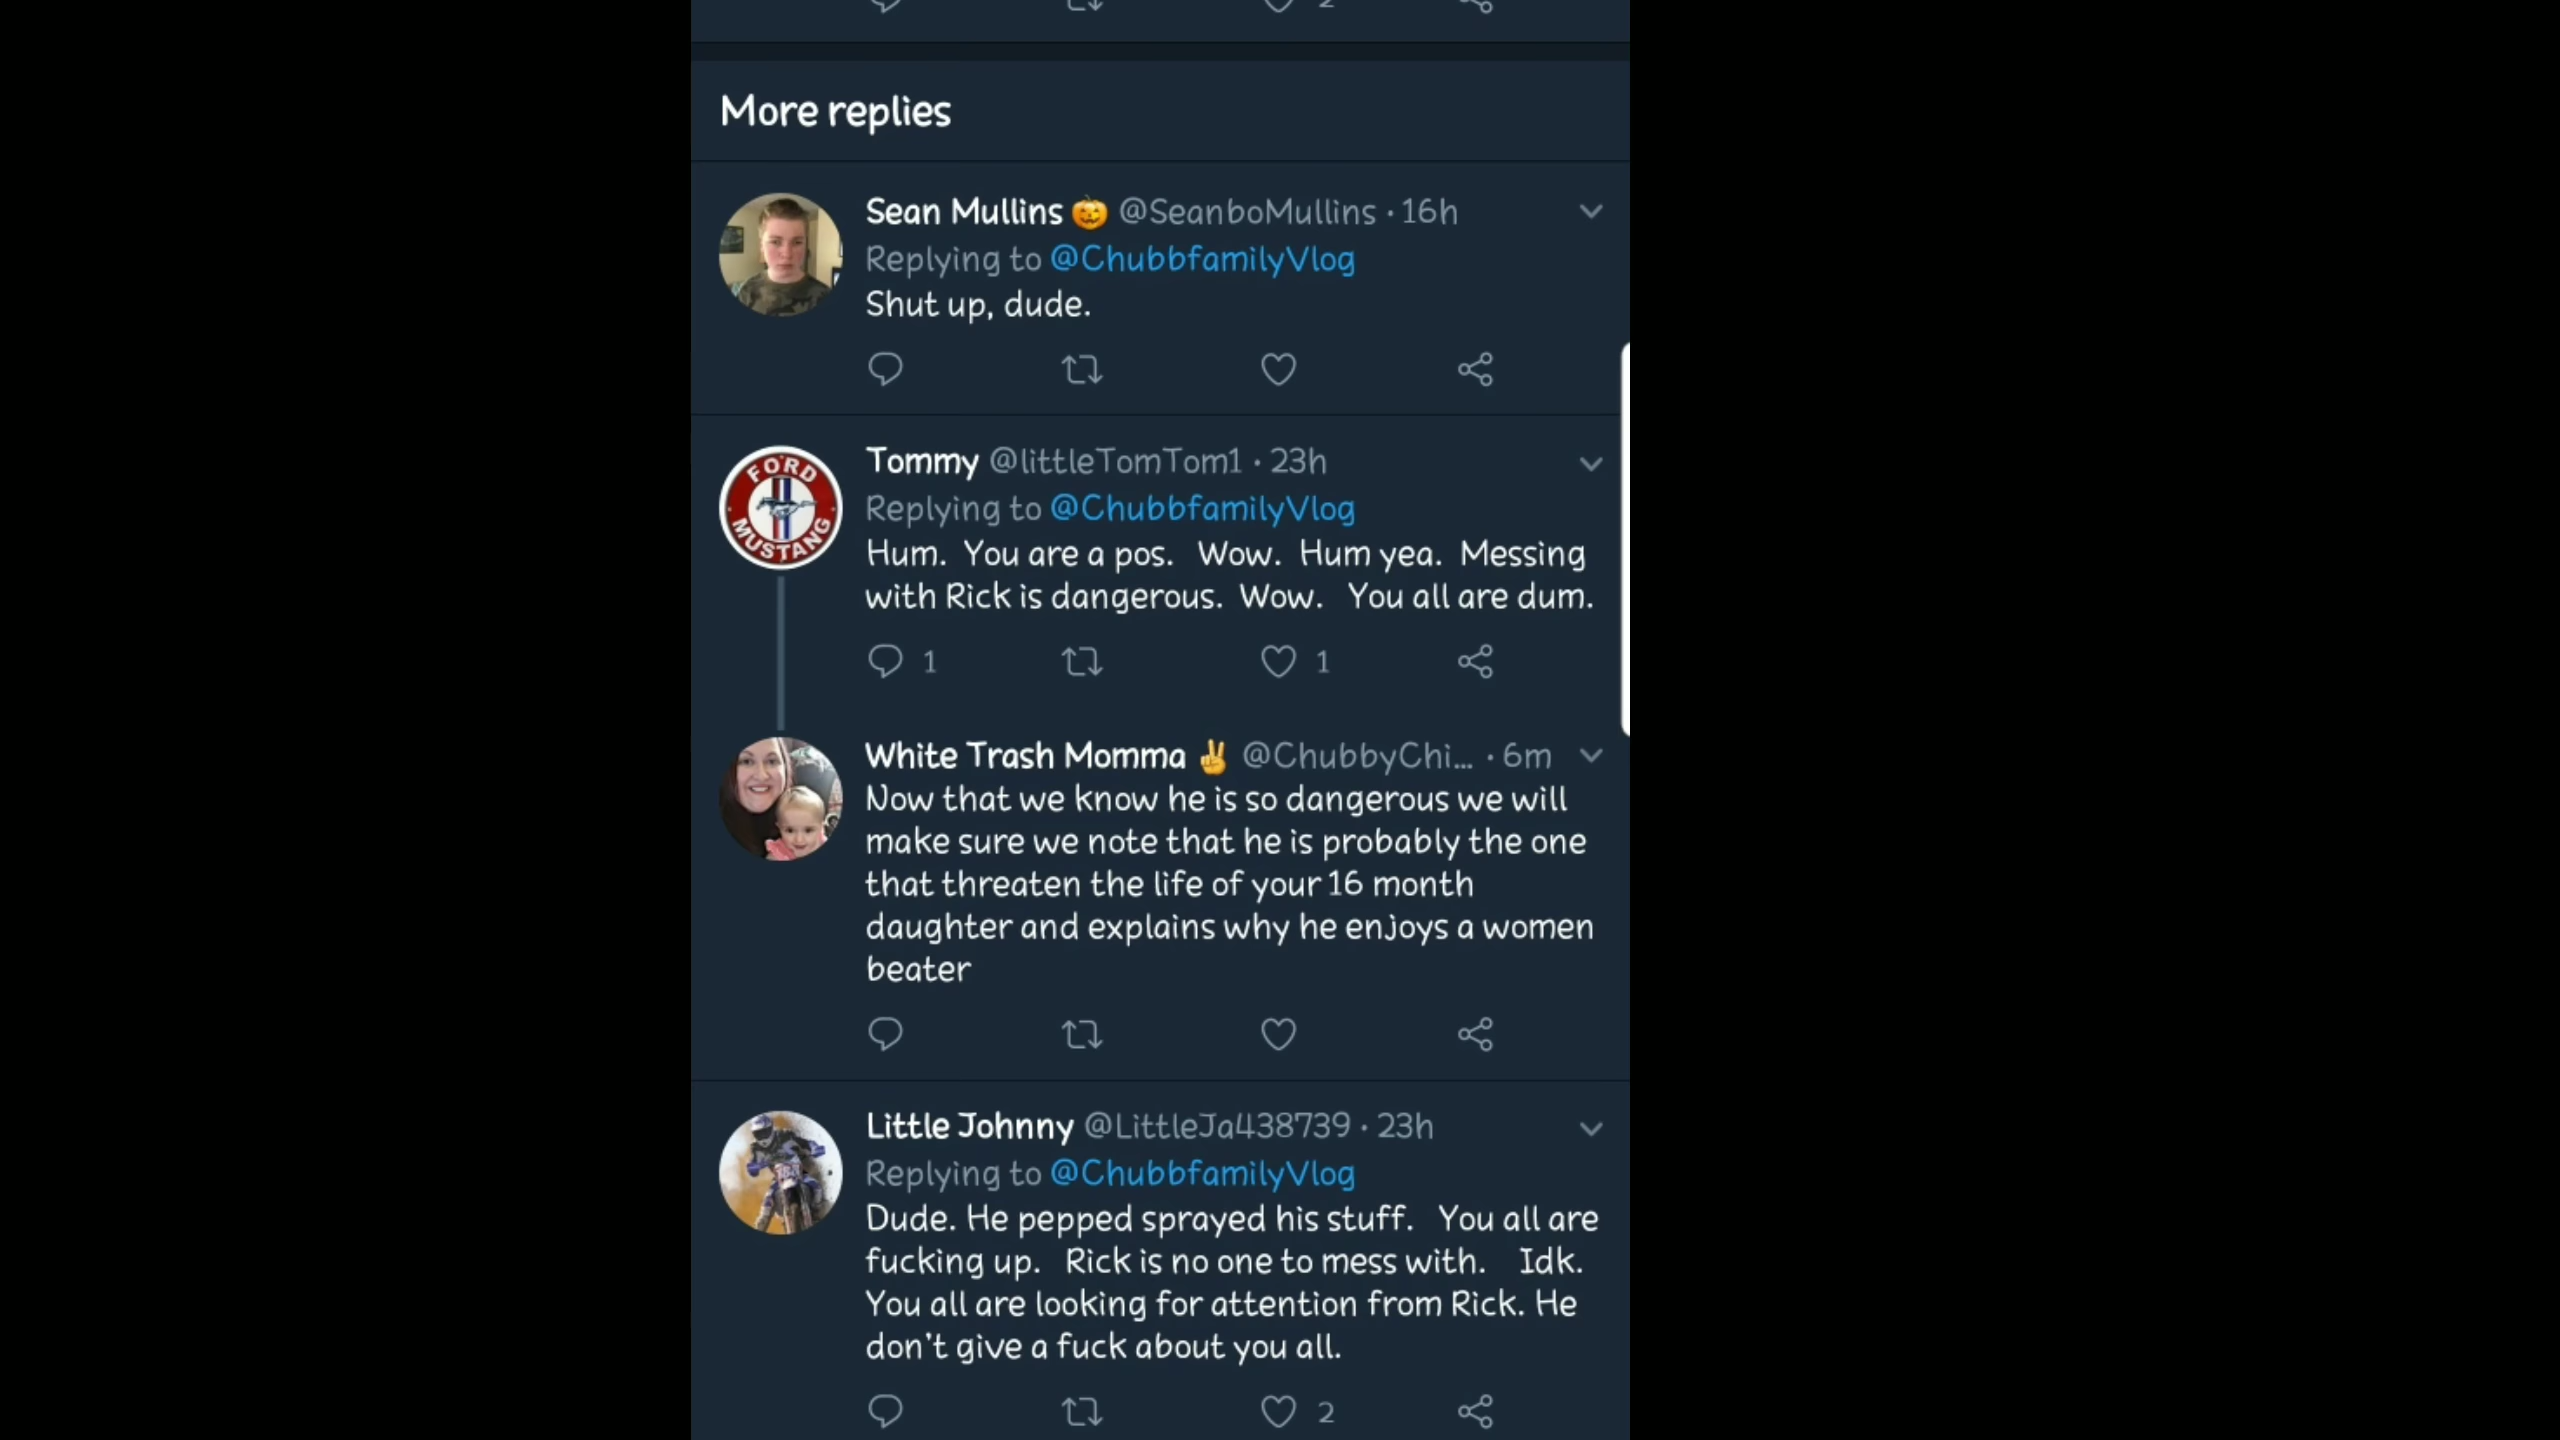 2
More replies
Sean Mullins 🎃 @SeanboMullins · 16h
Replying to @ChubbfamilyVlog
Shut up, dude.
FORD
MUSTANG
Tommy @littleTomTom1 · 23h
Replying to @ChubbfamilyVlog
Hum. You are a pos. Wow. Hum yea. Messing
with Rick is dangerous. Wow. You all are dum.
1 1
White Trash Momma ✌ @ChubbyChi... · 6m
Now that we know he is so dangerous we will
make sure we note that he is probably the one
that threaten the life of your 16 month
daughter and explains why he enjoys a women
beater
Little Johnny @LittleJa438739 · 23h
Replying to @ChubbfamilyVlog
Dude. He pepped sprayed his stuff. You all are
fucking up. Rick is no one to mess with. Idk.
You all are looking for attention from Rick. He
don't give a fuck about you all.
2